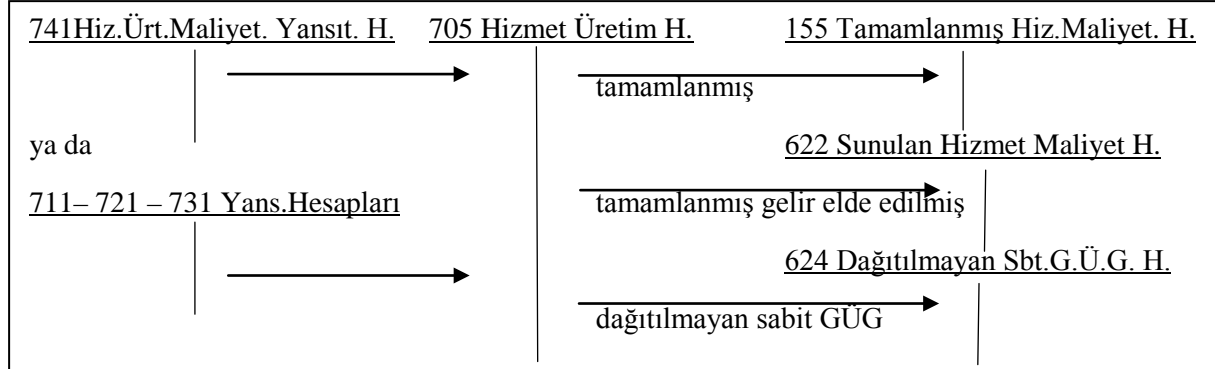 741Hiz.Ürt.Maliyet. Yansıt. H. 705 Hizmet Üretim H. 155 Tamamlanmış Hiz.Maliyet. H.
tamamlanmış
ya da 622 Sunulan Hizmet Maliyet H.
711– 721 – 731 Yans.Hesapları tamamlanmış gelir elde edilmiş
624 Dağıtılmayan Sbt.G.Ü.G. H.
dağıtılmayan sabit GÜG